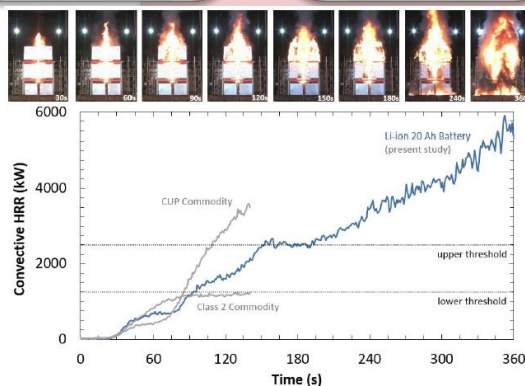 30s
60s
90s
120s
150s
180s
240s
360
6000
Li-ion 20 Ah Battery
(present study)
4000
CUP Commodity
Convective HRR (kW)
upper threshold
2000
lower threshold
Class 2 Commodity
0
0 60 120 180 240 300 360
Time (s)